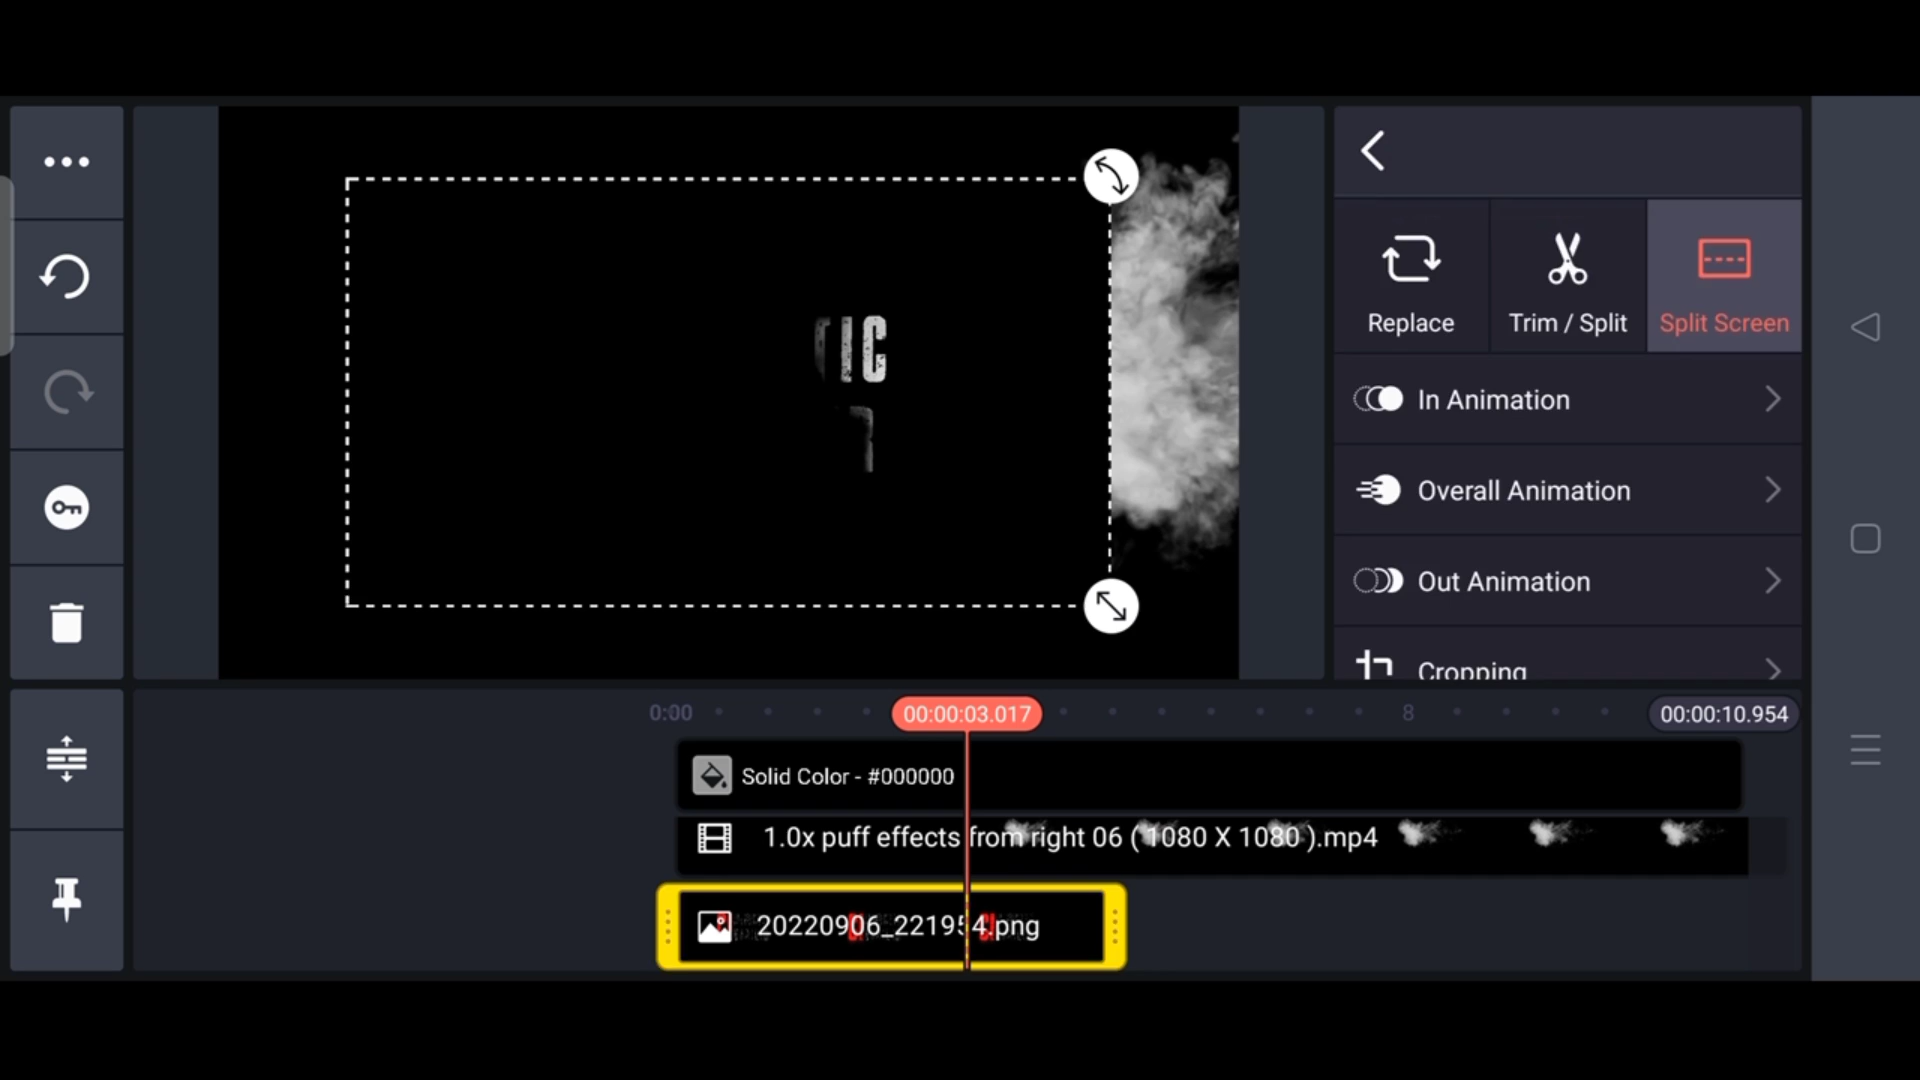 IC
Replace
Trim / Split
Split Screen
In Animation
Overall Animation
Out Animation
Cropping
0:00
00:00:03.017
8
00:00:10.954
Solid Color - #000000
1.0x puff effects from right 06 ( 1080 X 1080 ).mp4
20220906_221954.png